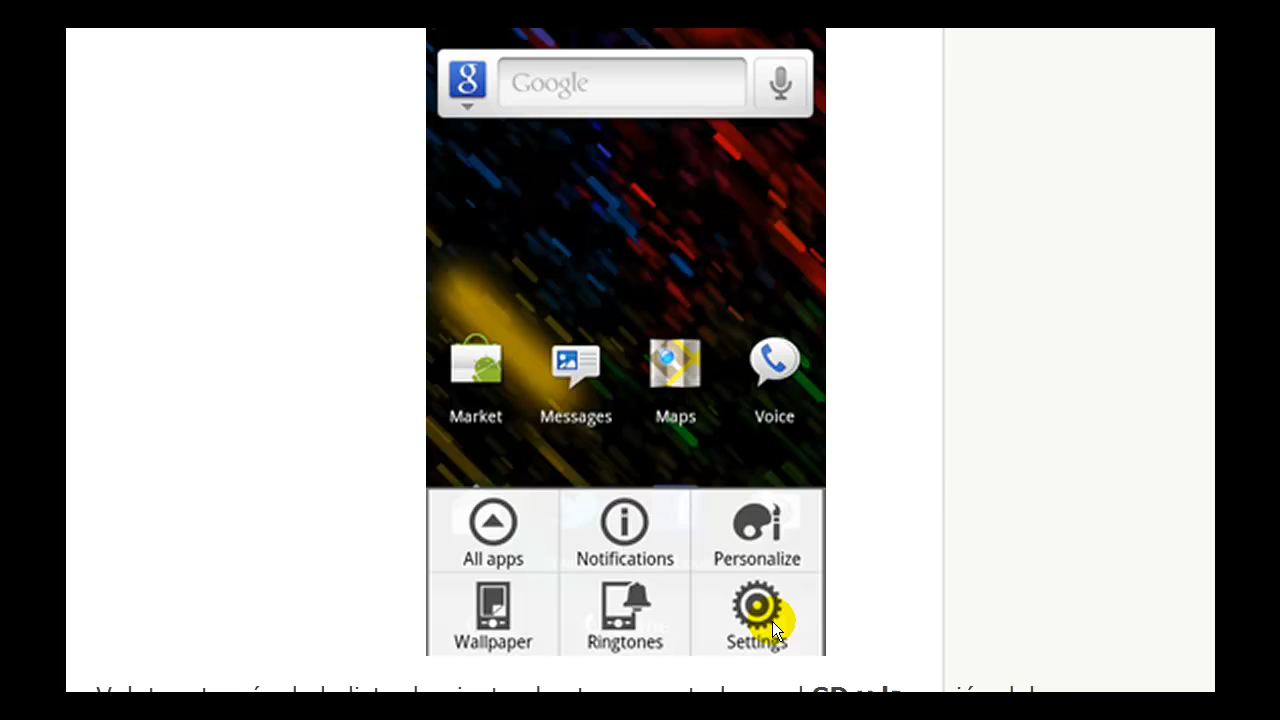 g Google
Market Messages Maps Voice
All apps Notifications Personalize
Wallpaper Ringtones Settings